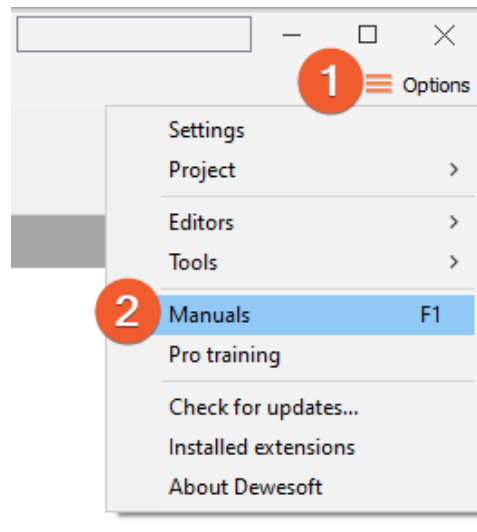 1 Options
Settings
Project
Editors
Tools
2 Manuals F1
Pro training
Check for updates...
Installed extensions
About Dewesoft